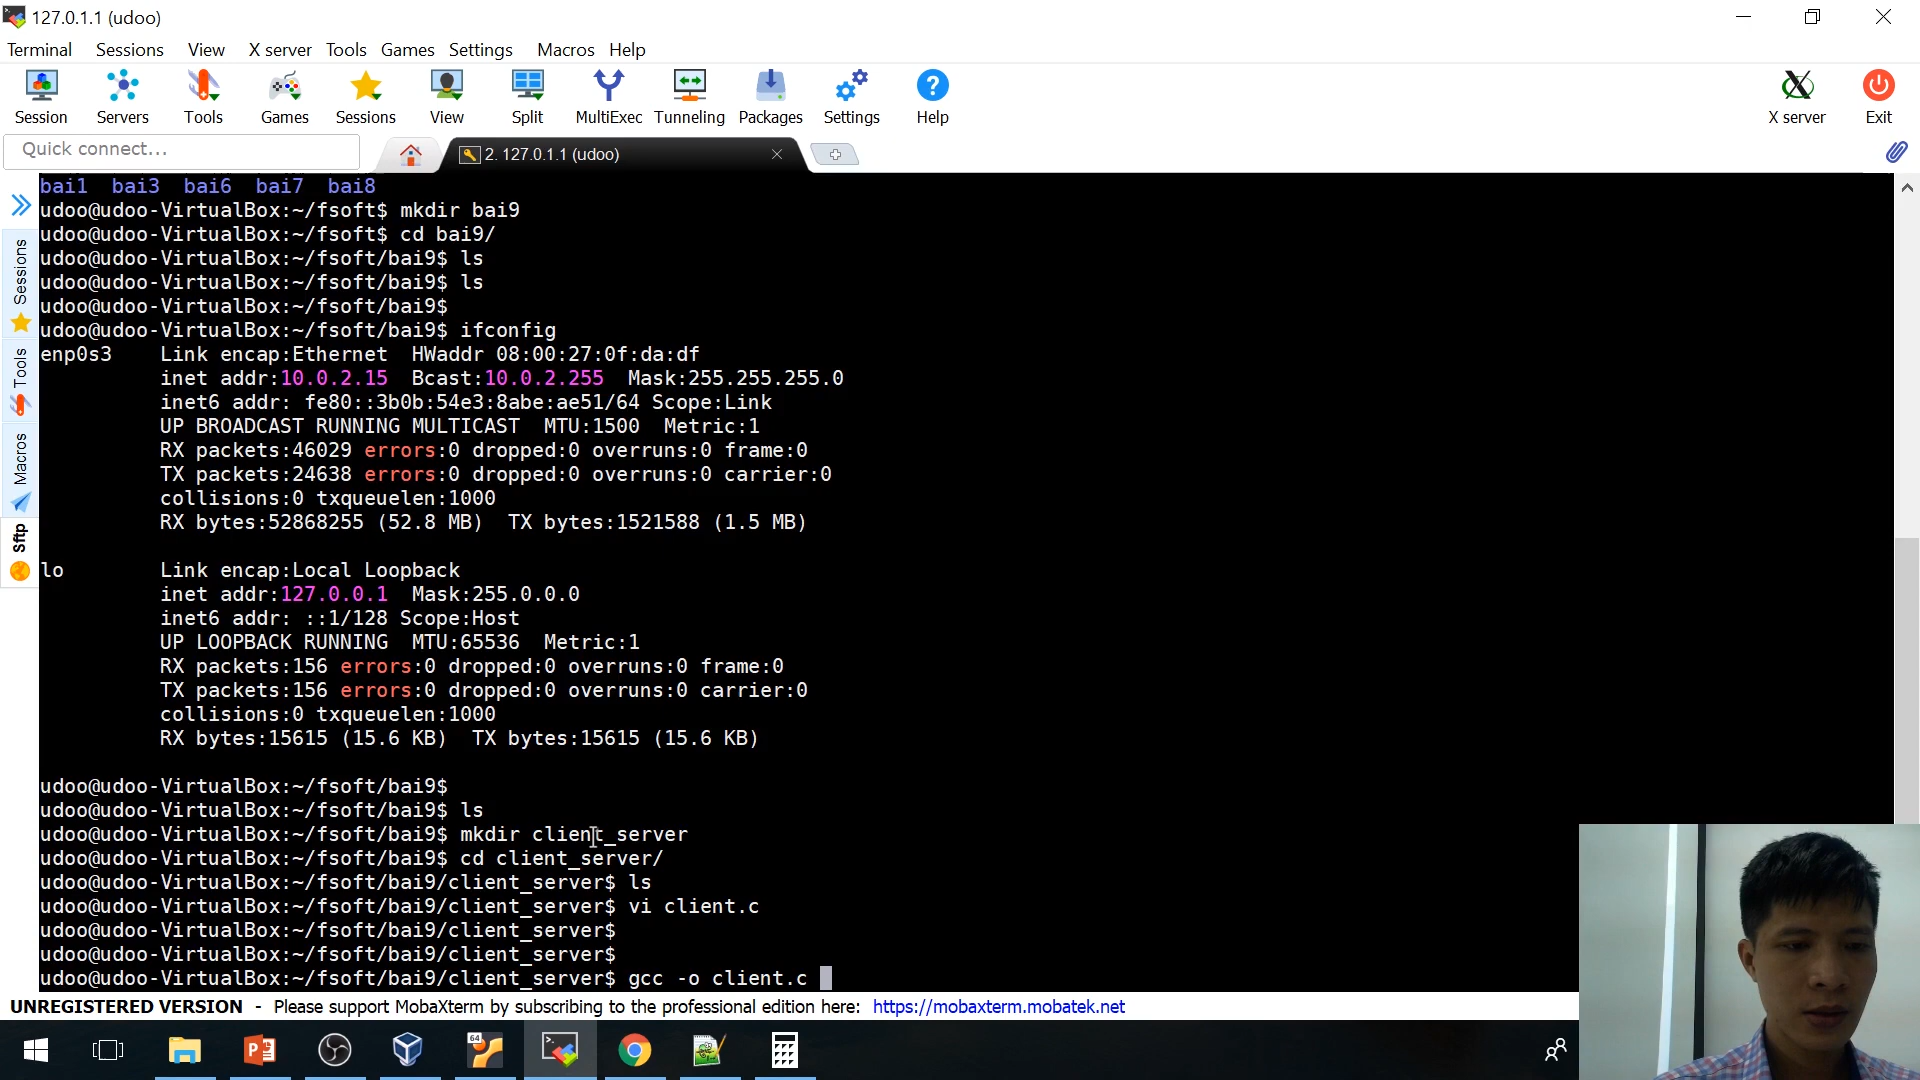 127.0.1.1 (udoo)
Terminal Sessions View X server Tools Games Settings Macros Help
Session Servers Tools Games Sessions View Split MultiExec Tunneling Packages Settings Help X server Exit
Quick connect...
2. 127.0.1.1 (udoo)
Sessions
Tools
Macros
Sftp
bai1 bai3 bai6 bai7 bai8
udoo@udoo-VirtualBox:~/fsoft$ mkdir bai9
udoo@udoo-VirtualBox:~/fsoft$ cd bai9/
udoo@udoo-VirtualBox:~/fsoft/bai9$ ls
udoo@udoo-VirtualBox:~/fsoft/bai9$ ls
udoo@udoo-VirtualBox:~/fsoft/bai9$
udoo@udoo-VirtualBox:~/fsoft/bai9$ ifconfig
enp0s3 Link encap:Ethernet HWaddr 08:00:27:0f:da:df
inet addr:10.0.2.15 Bcast:10.0.2.255 Mask:255.255.255.0
inet6 addr: fe80::3b0b:54e3:8abe:ae51/64 Scope:Link
UP BROADCAST RUNNING MULTICAST MTU:1500 Metric:1
RX packets:46029 errors:0 dropped:0 overruns:0 frame:0
TX packets:24638 errors:0 dropped:0 overruns:0 carrier:0
collisions:0 txqueuelen:1000
RX bytes:52868255 (52.8 MB) TX bytes:1521588 (1.5 MB)
lo Link encap:Local Loopback
inet addr:127.0.0.1 Mask:255.0.0.0
inet6 addr: ::1/128 Scope:Host
UP LOOPBACK RUNNING MTU:65536 Metric:1
RX packets:156 errors:0 dropped:0 overruns:0 frame:0
TX packets:156 errors:0 dropped:0 overruns:0 carrier:0
collisions:0 txqueuelen:1000
RX bytes:15615 (15.6 KB) TX bytes:15615 (15.6 KB)
udoo@udoo-VirtualBox:~/fsoft/bai9$
udoo@udoo-VirtualBox:~/fsoft/bai9$ ls
udoo@udoo-VirtualBox:~/fsoft/bai9$ mkdir client_server
udoo@udoo-VirtualBox:~/fsoft/bai9$ cd client_server/
udoo@udoo-VirtualBox:~/fsoft/bai9/client_server$ ls
udoo@udoo-VirtualBox:~/fsoft/bai9/client_server$ vi client.c
udoo@udoo-VirtualBox:~/fsoft/bai9/client_server$
udoo@udoo-VirtualBox:~/fsoft/bai9/client_server$
udoo@udoo-VirtualBox:~/fsoft/bai9/client_server$ gcc -o client.c
UNREGISTERED VERSION - Please support MobaXterm by subscribing to the professional edition here: https://mobaxterm.mobatek.net
64